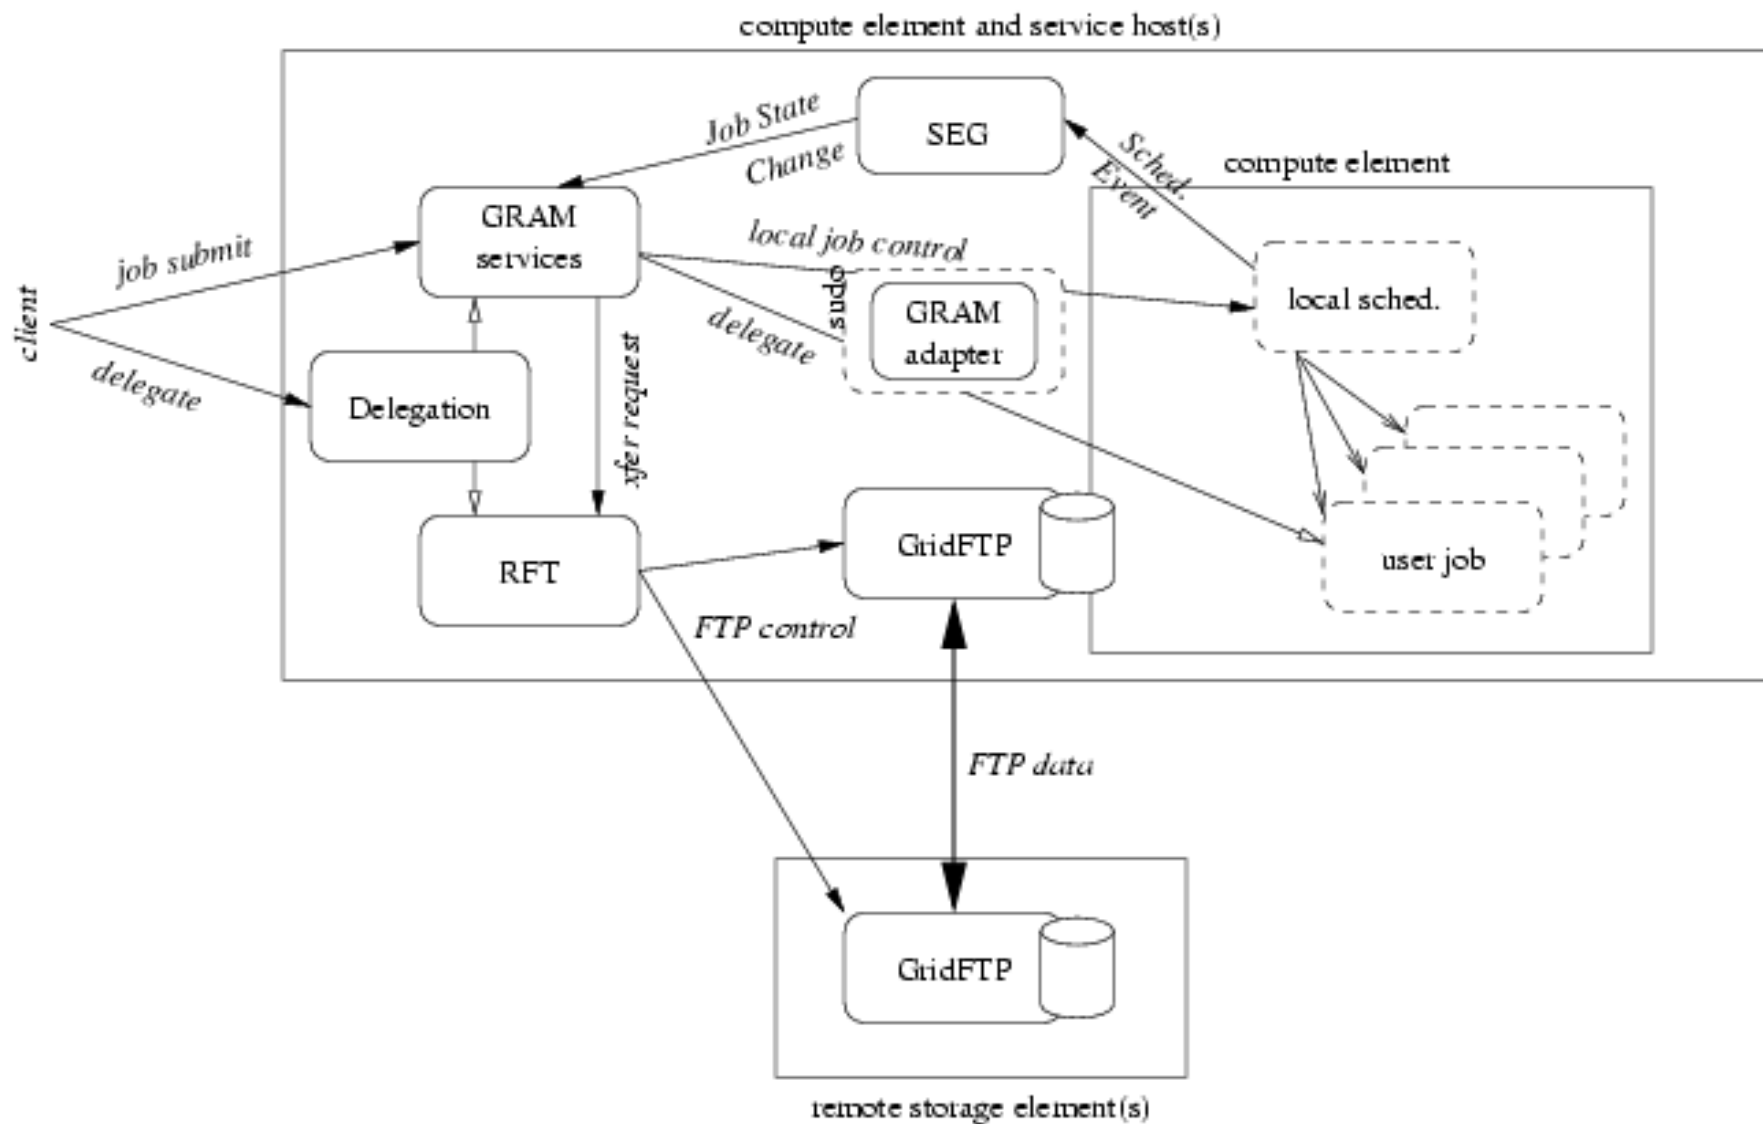 compute element and service host(s)
Job State
Change
SEG
Sched.
Event
compute element
GRAM
services
job submit
local job control
sudo
GRAM
adapter
local sched.
client
delegate
delegate
Delegation
xfer request
RFT
GridFTP
user job
FTP control
FTP data
GridFTP
remote storage element(s)